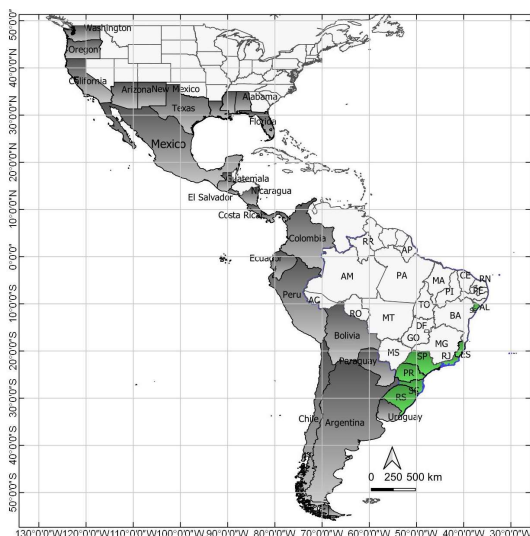 50°0'0"N
Washington
Oregon
40°0'0"N
California
Arizona
New Mexico
Alabama
Texas
30°0'0"N
Florida
Mexico
20°0'0"N
Guatemala
Nicaragua
El Salvador
10°0'0"N
Costa Rica
Colombia
RR
AP
0°0'0"
Ecuador
AM
PA
MA
CE
RN
PI
PE
AL
SE
Peru
AC
RO
TO
BA
10°0'0"S
MT
DF
GO
Bolivia
MG
ES
20°0'0"S
MS
SP
RJ
Paraguay
PR
SC
RS
30°0'0"S
Chile
Argentina
Uruguay
40°0'0"S
0 250 500 km
50°0'0"S
130°0'0"W 120°0'0"W 110°0'0"W 100°0'0"W 90°0'0"W 80°0'0"W 70°0'0"W 60°0'0"W 50°0'0"W 40°0'0"W 30°0'0"W